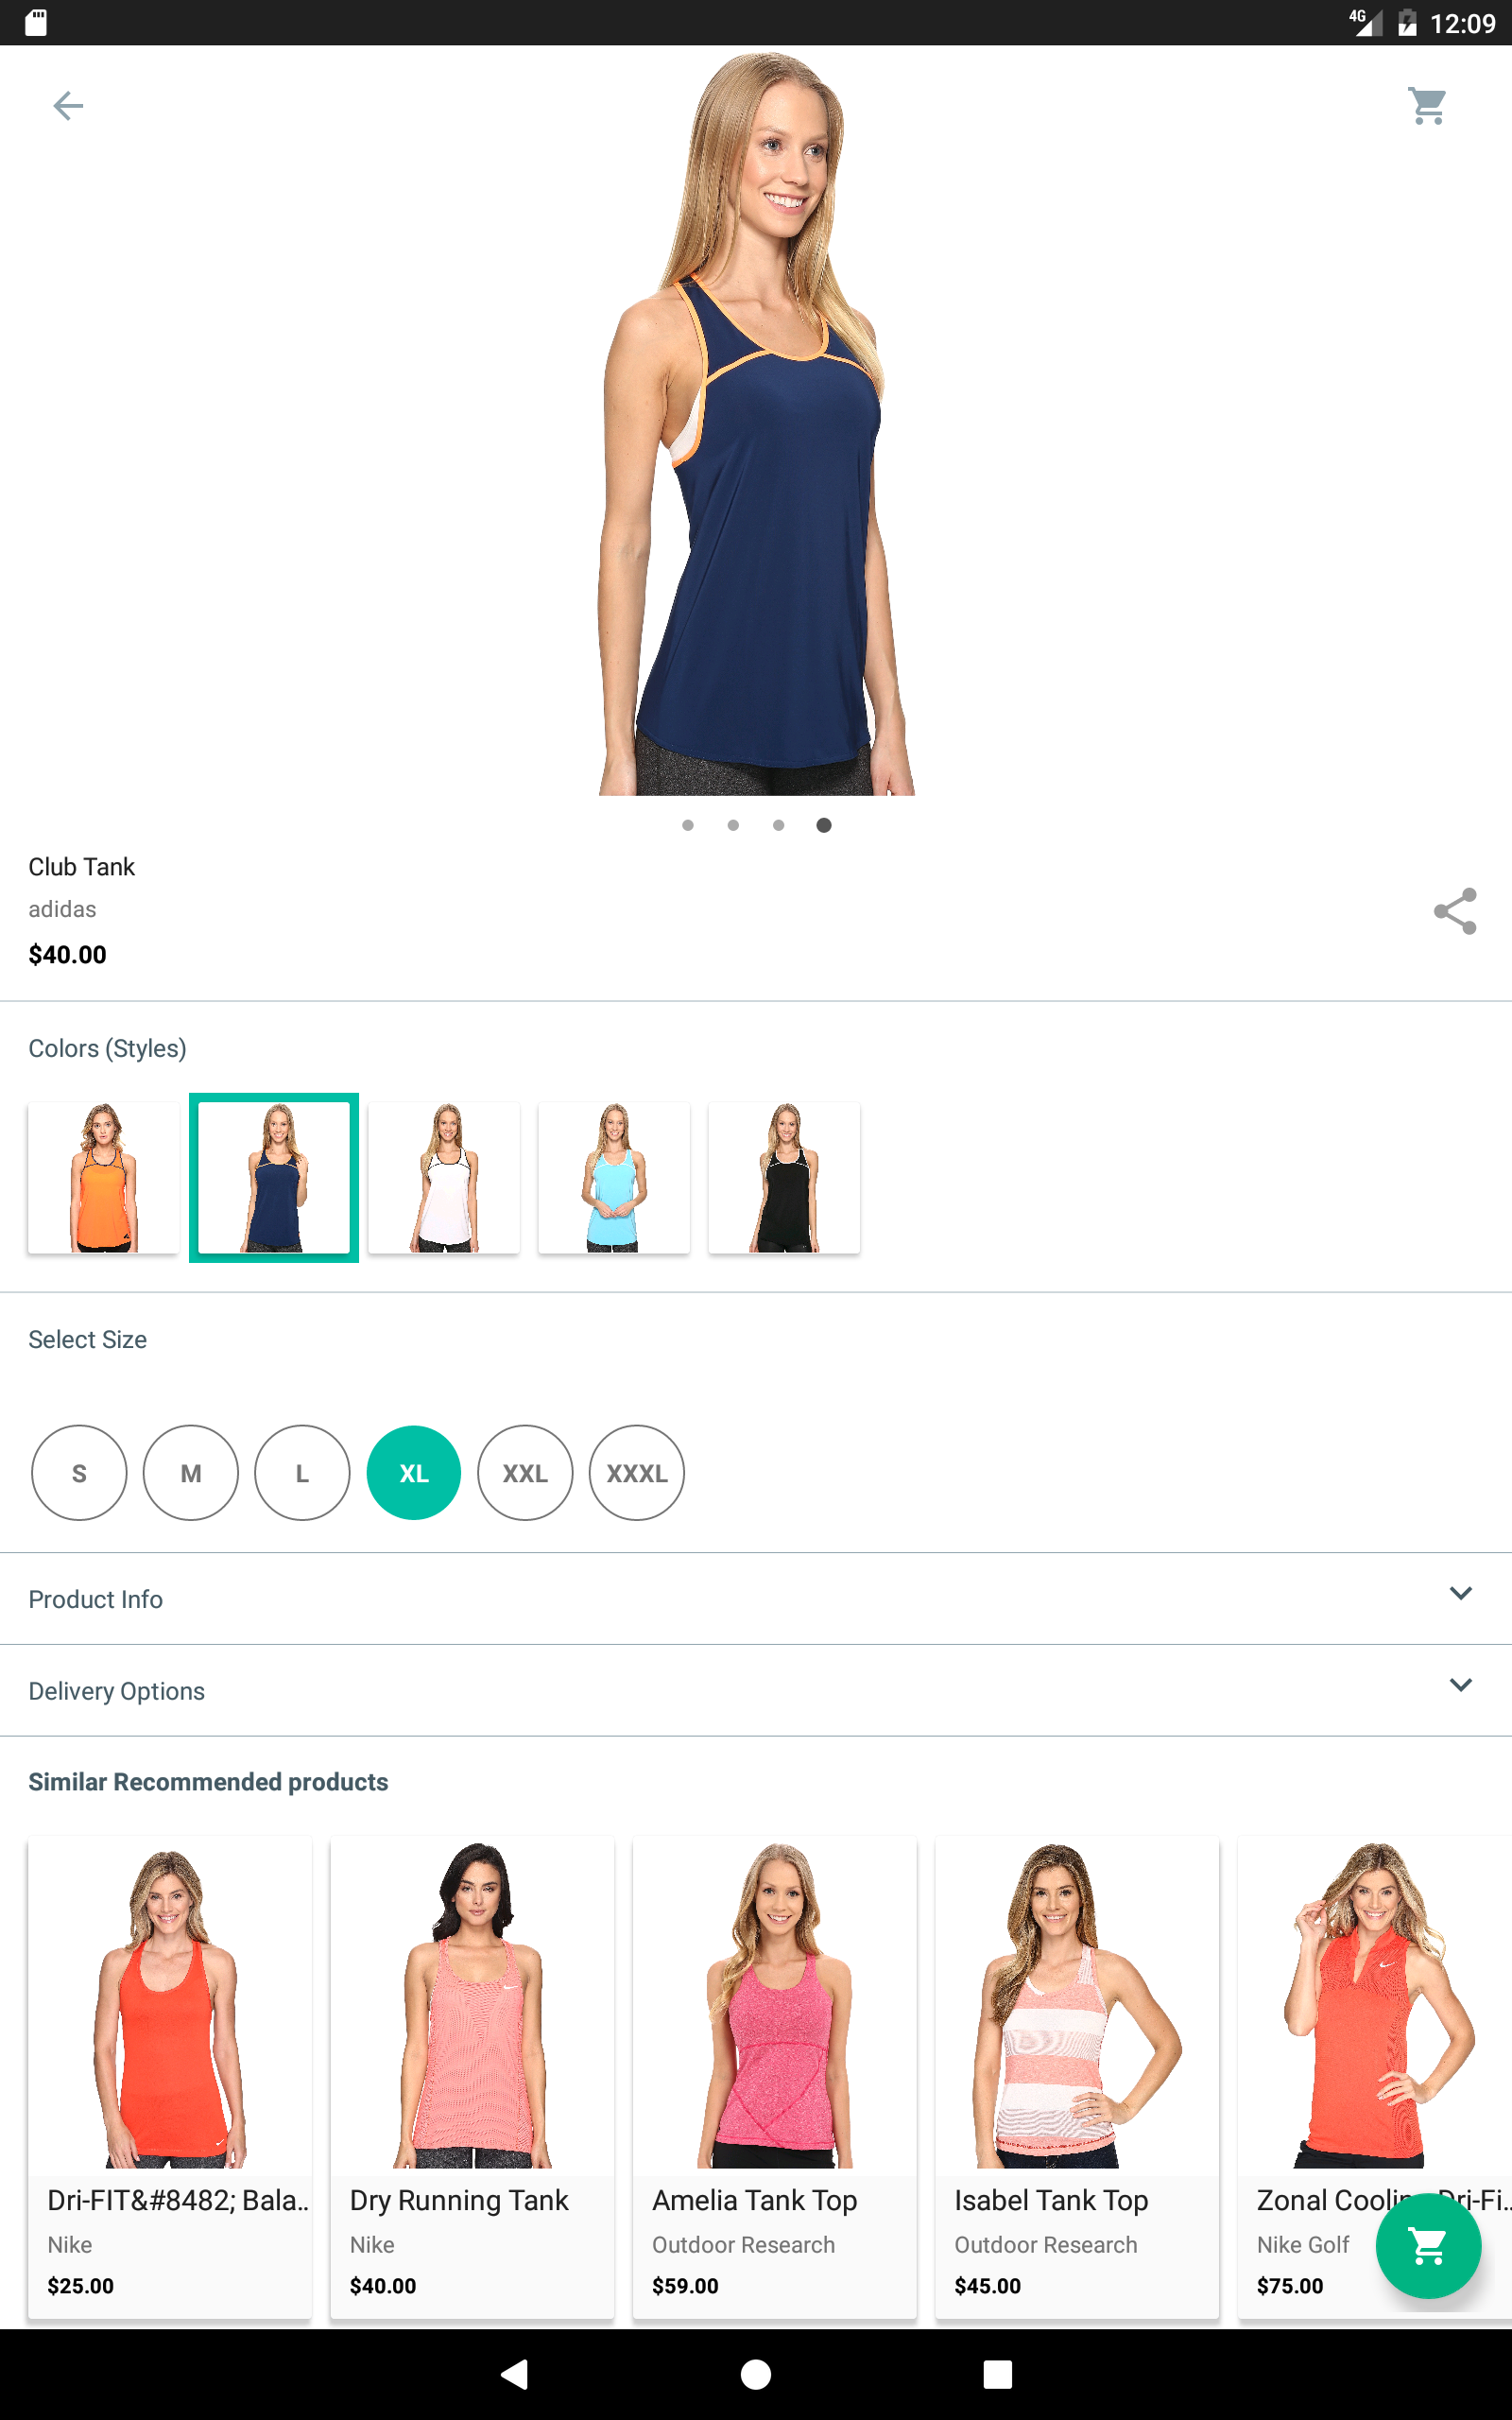 4G 12:09
Club Tank
adidas
$40.00
Colors (Styles)
Select Size
S M L XL XXL XXXL
Product Info
Delivery Options
Similar Recommended products
Dri-FIT&#8482; Bala.. Dry Running Tank Amelia Tank Top Isabel Tank Top Zonal Cooling Dri-Fi...
Nike Nike Outdoor Research Outdoor Research Nike Golf
$25.00 $40.00 $59.00 $45.00 $75.00